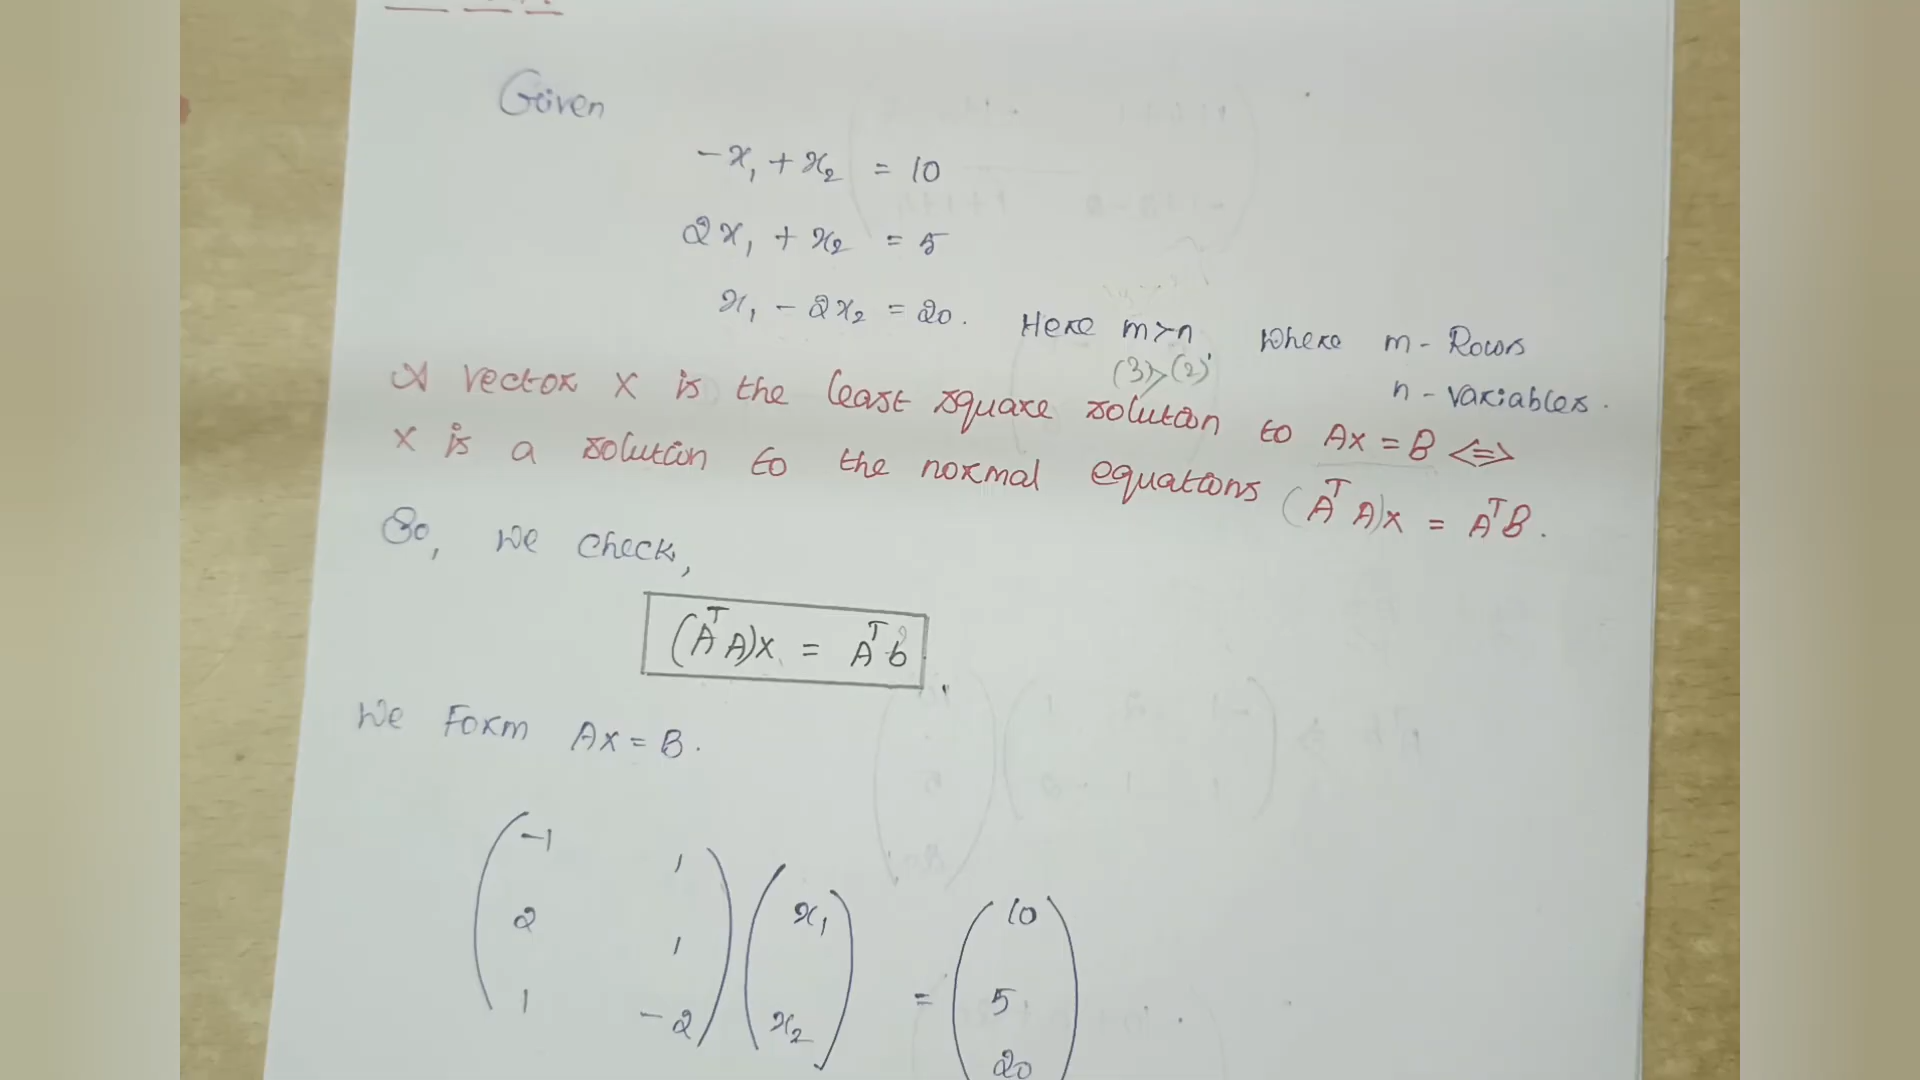 Given
-x₁ + x₂ = 10
2x₁ + x₂ = 5
x₁ - 2x₂ = 20. Here m>n, where m - Rows
(3)>(2) n - variables.
A vector X is the least square solution to AX = B <=>
X is a solution to the normal equations (AᵀA)X = AᵀB.
So, we check,
(AᵀA)X = Aᵀb.
We Form AX = B.
-1 1
2 1
1 -2
x₁
x₂
=
10
5
20